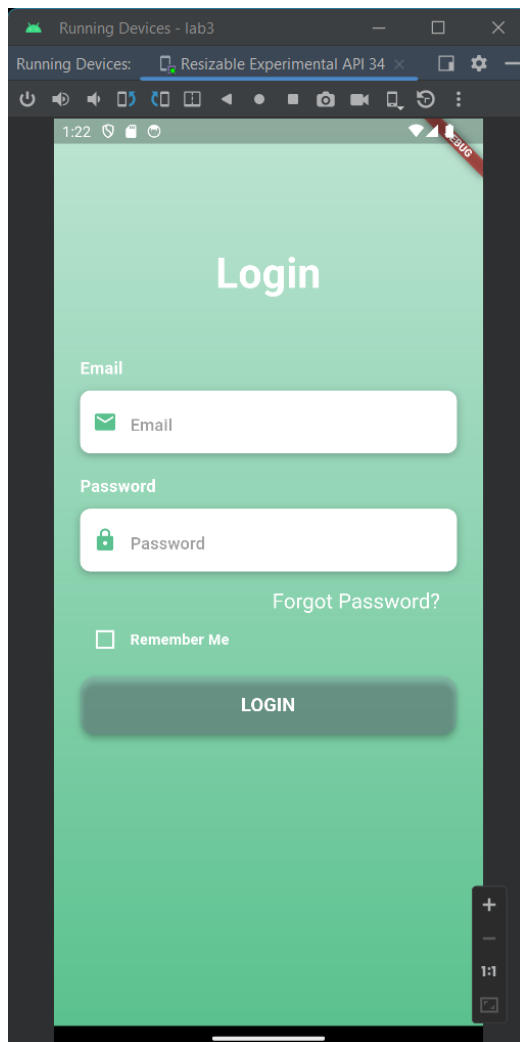 Running Devices - lab3
Running Devices:
Resizable Experimental API 34
1:22
Login
Email
Email
Password
Password
Forgot Password?
Remember Me
LOGIN
1:1